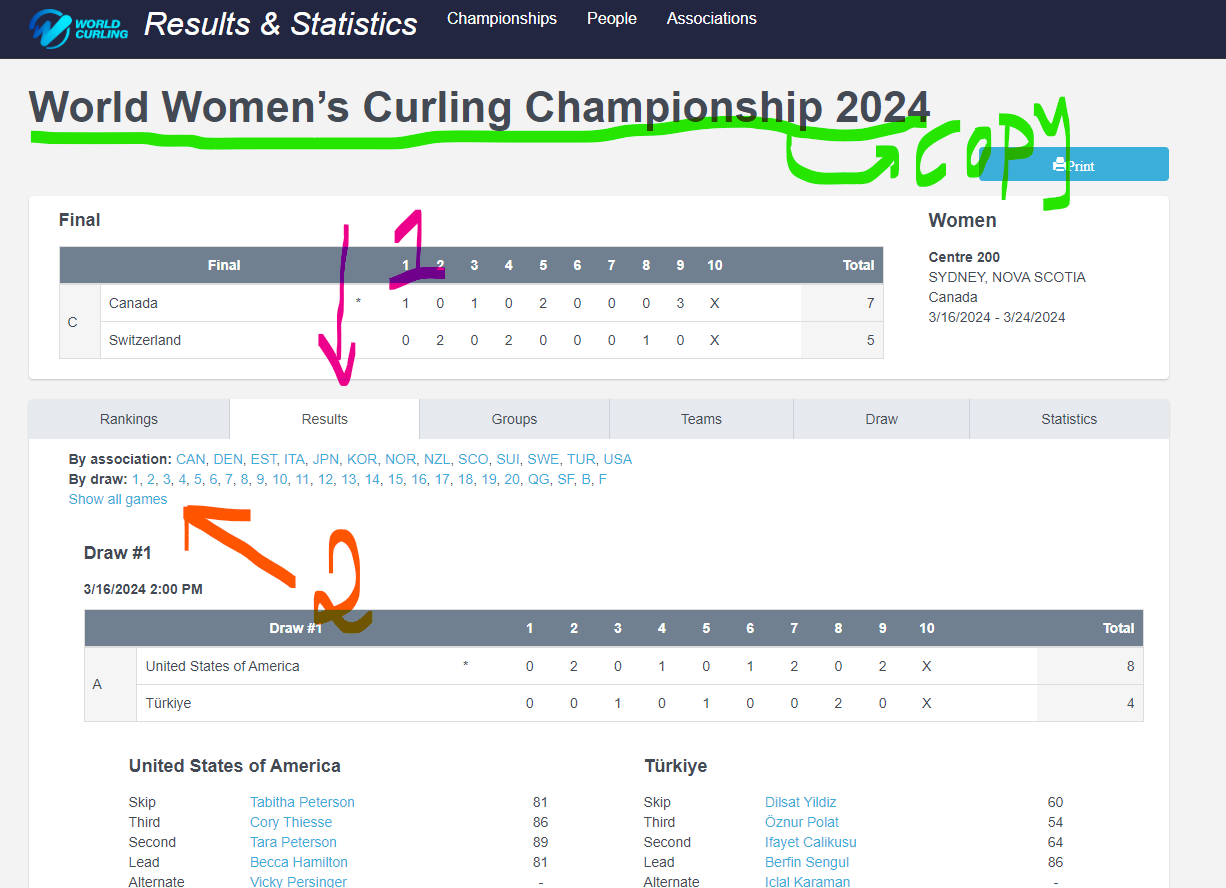 WORLD CURLING Results & Statistics Championships People Associations
World Women's Curling Championship 2024
copy
Print
Final
Women
Final 1 2 3 4 5 6 7 8 9 10 Total
C
Canada * 1 0 1 0 2 0 0 0 3 X 7
Switzerland 0 2 0 2 0 0 0 1 0 X 5
Centre 200
SYDNEY, NOVA SCOTIA
Canada
3/16/2024 - 3/24/2024
1
Rankings Results Groups Teams Draw Statistics
By association: CAN, DEN, EST, ITA, JPN, KOR, NOR, NZL, SCO, SUI, SWE, TUR, USA
By draw: 1, 2, 3, 4, 5, 6, 7, 8, 9, 10, 11, 12, 13, 14, 15, 16, 17, 18, 19, 20, QG, SF, B, F
Show all games
2
Draw #1
3/16/2024 2:00 PM
Draw #1 1 2 3 4 5 6 7 8 9 10 Total
A
United States of America * 0 2 0 1 0 1 2 0 2 X 8
Türkiye 0 0 1 0 1 0 0 2 0 X 4
United States of America Türkiye
Skip Tabitha Peterson 81 Skip Dilsat Yildiz 60
Third Cory Thiesse 86 Third Öznur Polat 54
Second Tara Peterson 89 Second Ifayet Calikusu 64
Lead Becca Hamilton 81 Lead Berfin Sengul 86
Alternate Vicky Persinger - Alternate Iclal Karaman -